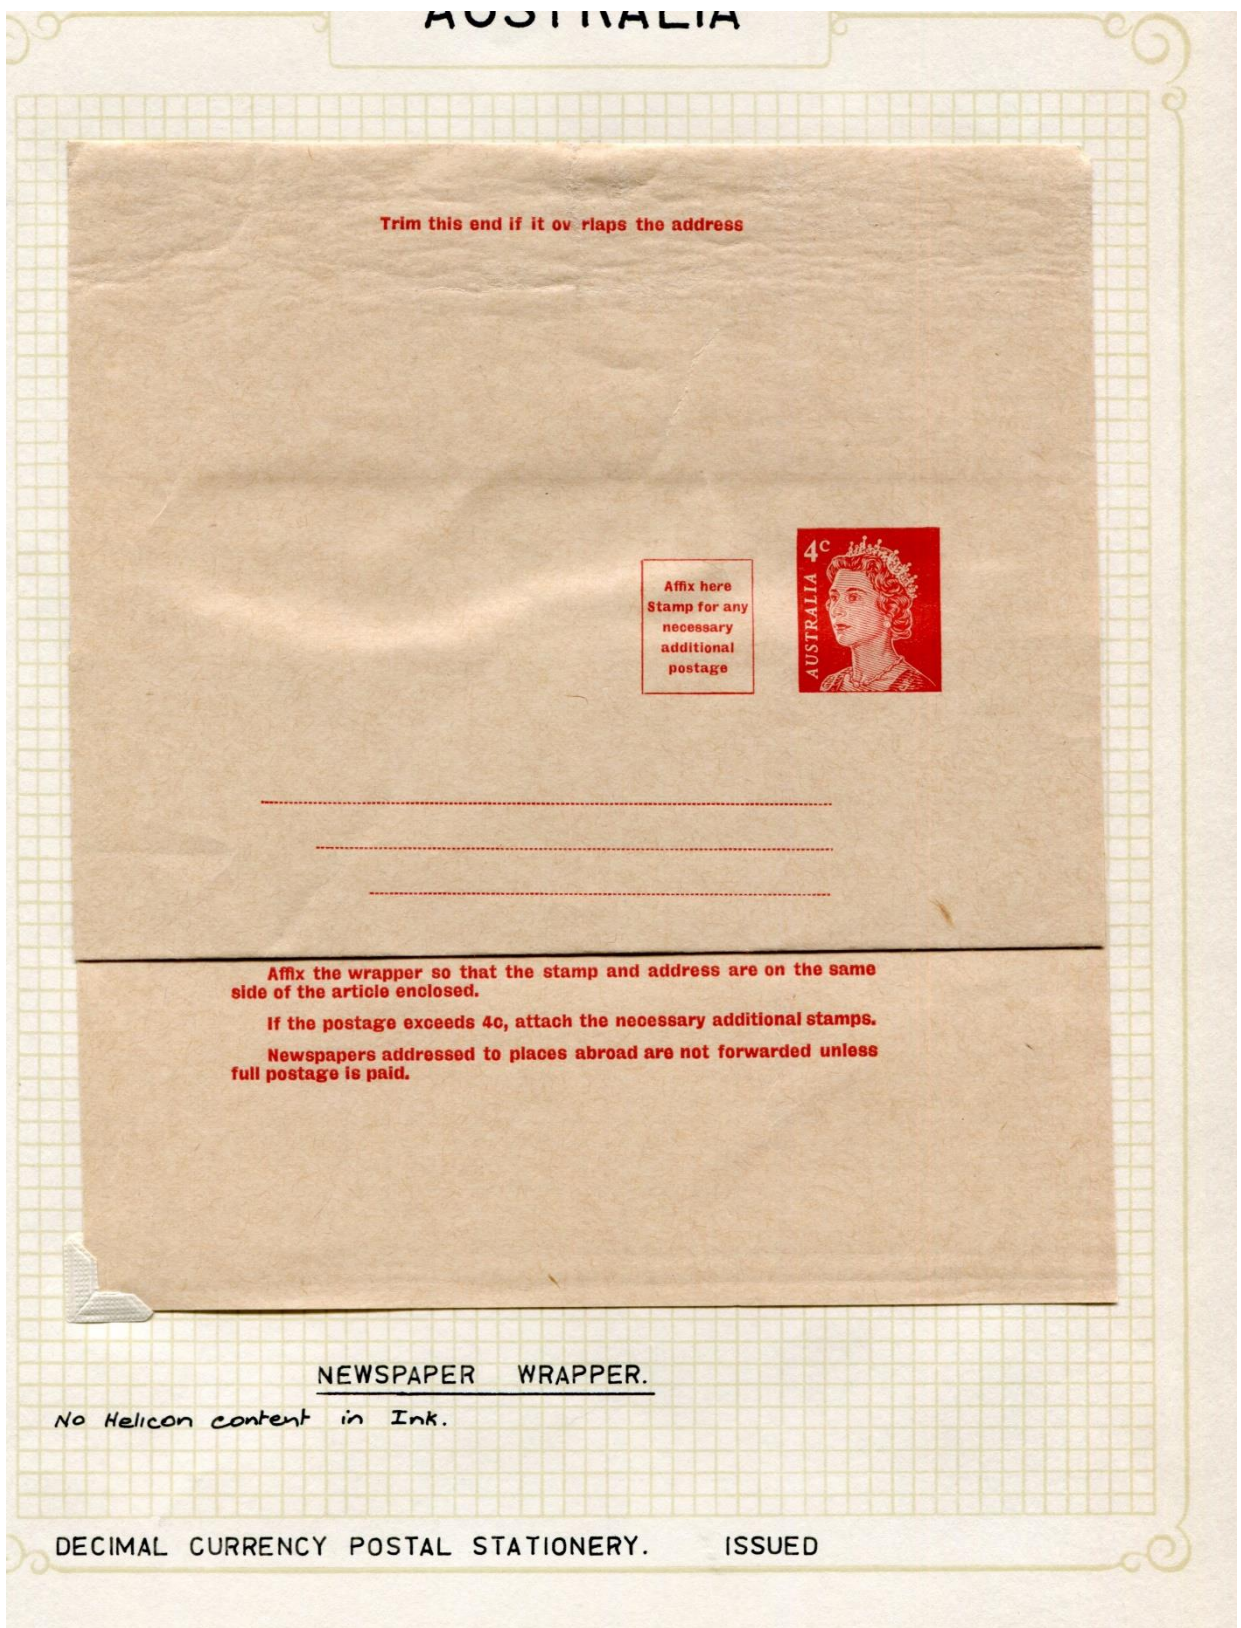 AUSTRALIA
Trim this end if it ov rlaps the address
4c
AUSTRALIA
Affix here
Stamp for any
necessary
additional
postage
Affix the wrapper so that the stamp and address are on the same
side of the article enclosed.
If the postage exceeds 4c, attach the necessary additional stamps.
Newspapers addressed to places abroad are not forwarded unless
full postage is paid.
NEWSPAPER WRAPPER.
No Helicon content in Ink.
DECIMAL CURRENCY POSTAL STATIONERY. ISSUED